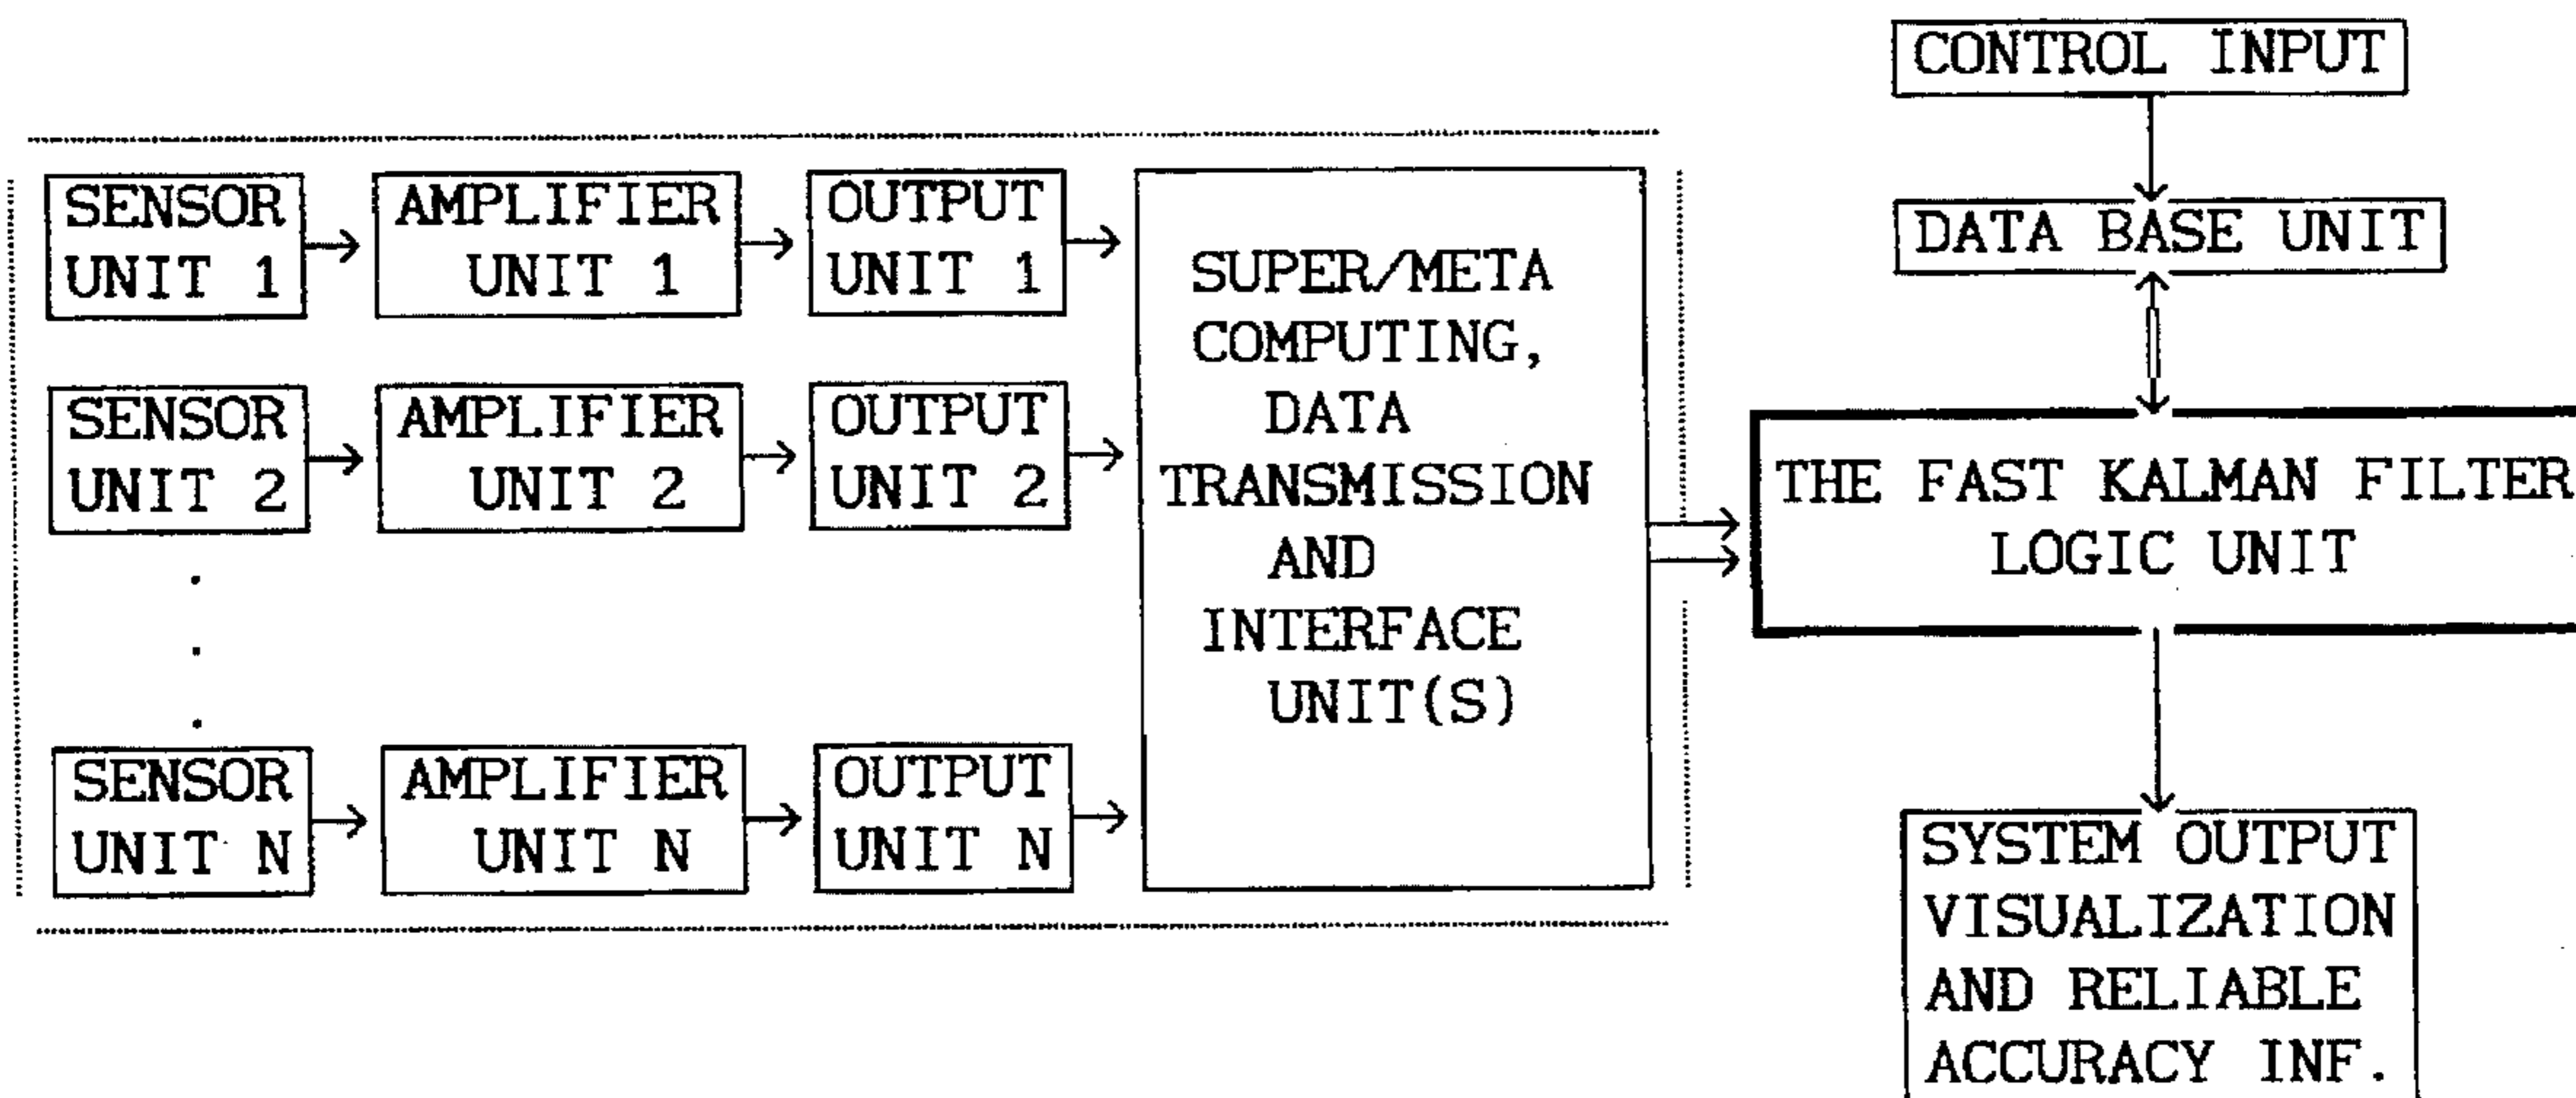 CONTROL INPUT
DATA BASE UNIT
SENSOR
UNIT 1
AMPLIFIER
UNIT 1
OUTPUT
UNIT 1
SENSOR
UNIT 2
AMPLIFIER
UNIT 2
OUTPUT
UNIT 2
SENSOR
UNIT N
AMPLIFIER
UNIT N
OUTPUT
UNIT N
SUPER/META
COMPUTING,
DATA
TRANSMISSION
AND
INTERFACE
UNIT(S)
THE FAST KALMAN FILTER
LOGIC UNIT
SYSTEM OUTPUT
VISUALIZATION
AND RELIABLE
ACCURACY INF.